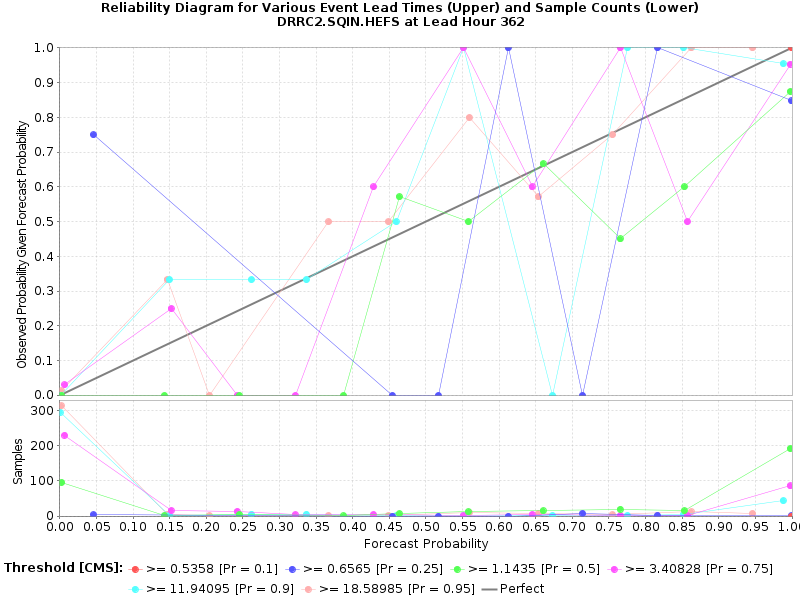 Reliability Diagram for Various Event Lead Times (Upper) and Sample Counts (Lower)
DRRC2.SQIN.HEFS at Lead Hour 362
Observed Probability Given Forecast Probability
1.0
0.9
0.8
0.7
0.6
0.5
0.4
0.3
0.2
0.1
0.0
Samples
300
200
100
0
0.00 0.05 0.10 0.15 0.20 0.25 0.30 0.35 0.40 0.45 0.50 0.55 0.60 0.65 0.70 0.75 0.80 0.85 0.90 0.95 1.0
Forecast Probability
Threshold [CMS]: >= 0.5358 [Pr = 0.1] >= 0.6565 [Pr = 0.25] >= 1.1435 [Pr = 0.5] >= 3.40828 [Pr = 0.75]
>= 11.94095 [Pr = 0.9] >= 18.58985 [Pr = 0.95] Perfect